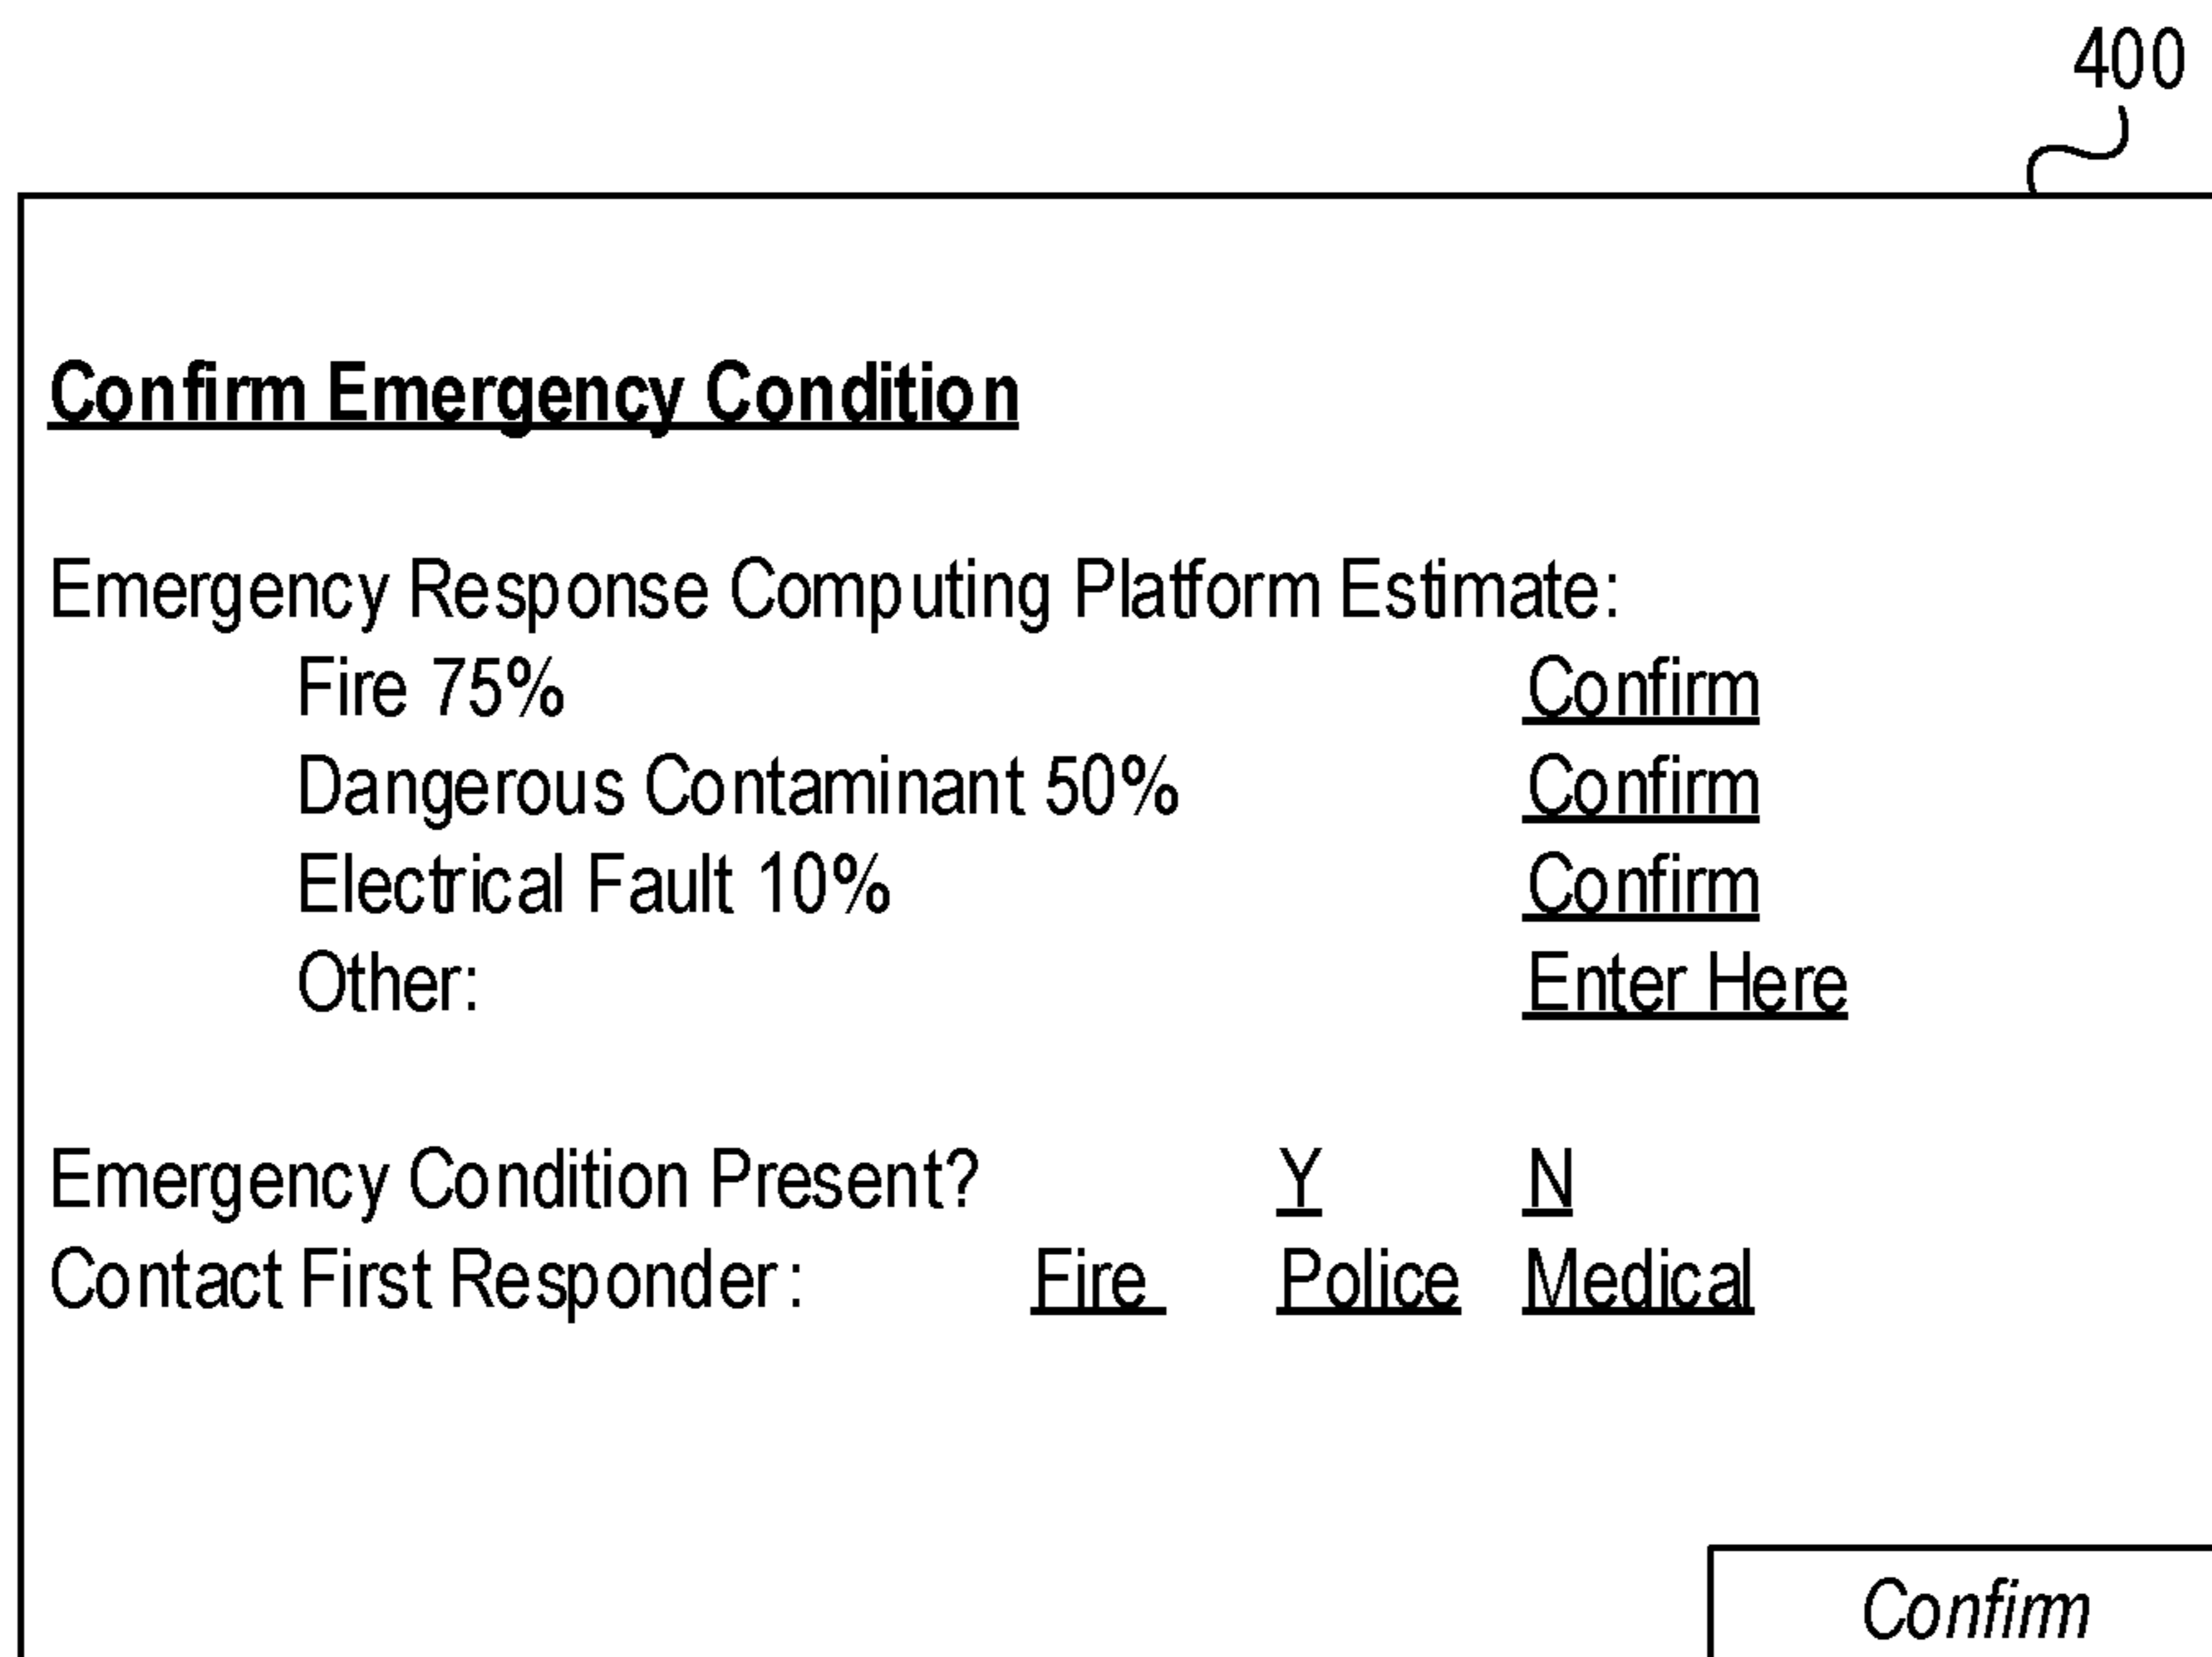 400
Confirm Emergency Condition
Emergency Response Computing Platform Estimate:
Fire 75% Confirm
Dangerous Contaminant 50% Confirm
Electrical Fault 10% Confirm
Other: Enter Here
Emergency Condition Present? Y N
Contact First Responder: Fire Police Medical
Confirm